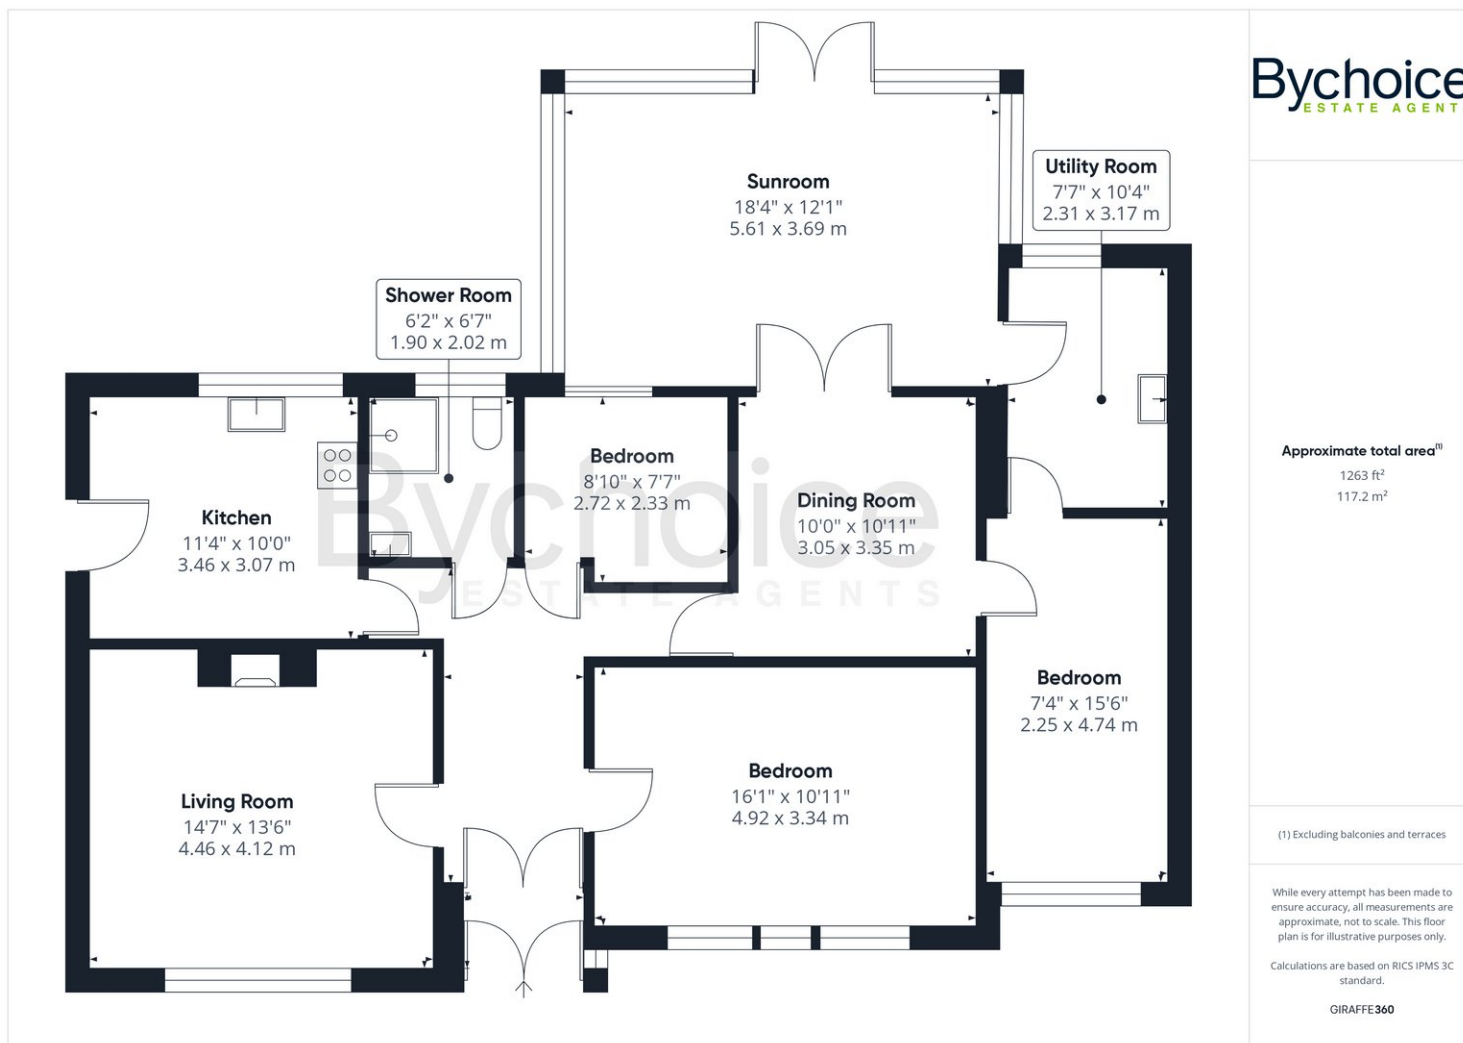 Bychoice
ESTATE AGENT
Sunroom
18'4" x 12'1"
5.61 x 3.69 m
Utility Room
7'7" x 10'4"
2.31 x 3.17 m
Shower Room
6'2" x 6'7"
1.90 x 2.02 m
Kitchen
11'4" x 10'0"
3.46 x 3.07 m
Bedroom
8'10" x 7'7"
2.72 x 2.33 m
Dining Room
10'0" x 10'11"
3.05 x 3.35 m
Bychoice
ESTATE AGENTS
Living Room
14'7" x 13'6"
4.46 x 4.12 m
Bedroom
16'1" x 10'11"
4.92 x 3.34 m
Bedroom
7'4" x 15'6"
2.25 x 4.74 m
Approximate total area(1)
1263 ft²
117.2 m²
(1) Excluding balconies and terraces
While every attempt has been made to
ensure accuracy, all measurements are
approximate, not to scale. This floor
plan is for illustrative purposes only.
Calculations are based on RICS IPMS 3C
standard.
GIRAFFE360